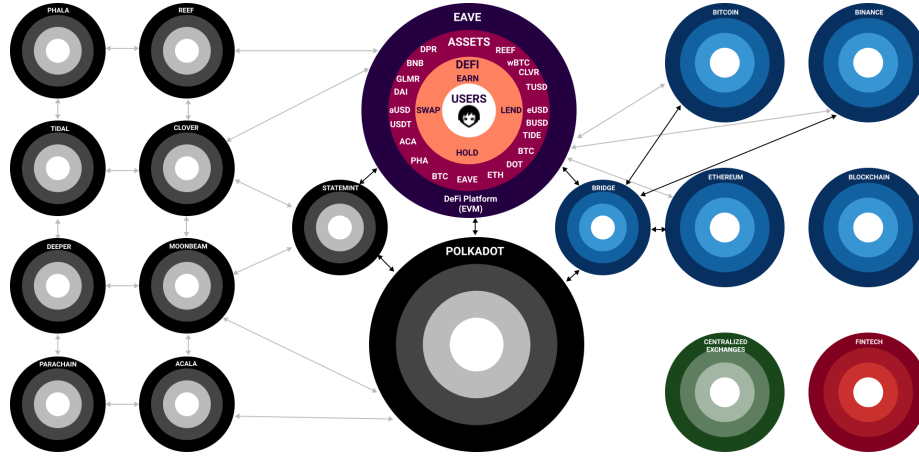 PHALA
REEF
TIDAL
CLOVER
DEEPER
MOONBEAM
PARACHAIN
ACALA
STATEMINT
EAVE
ASSETS
DPR
REEF
BNB
wBTC
GLMR
CLVR
DAI
TUSD
aUSD
eUSD
USDT
BUSD
ACA
TIDE
PHA
BTC
BTC
DOT
EAVE
ETH
DEFI
EARN
SWAP
LEND
HOLD
USERS
DeFi Platform
(EVM)
POLKADOT
BRIDGE
BITCOIN
BINANCE
ETHEREUM
BLOCKCHAIN
CENTRALIZED
EXCHANGES
FINTECH